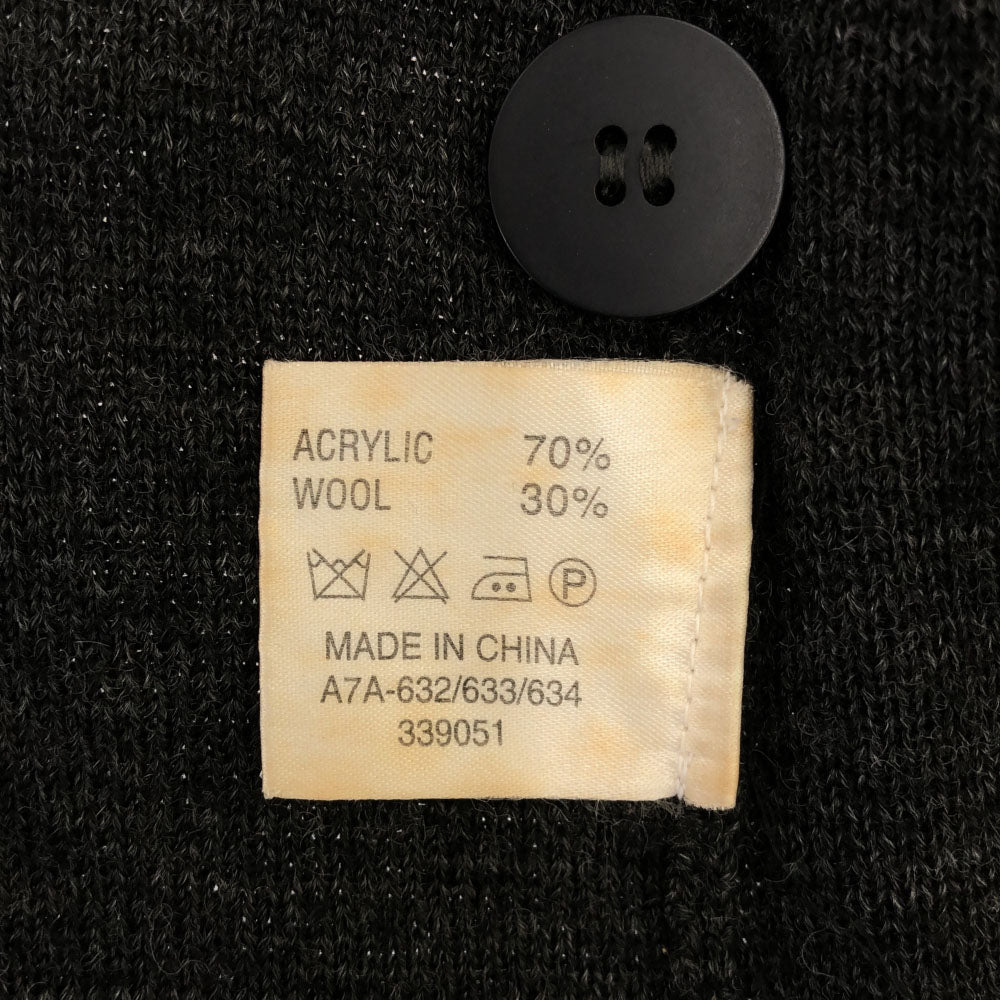 ACRYLIC 70%
WOOL 30%
P
MADE IN CHINA
A7A-632/633/634
339051